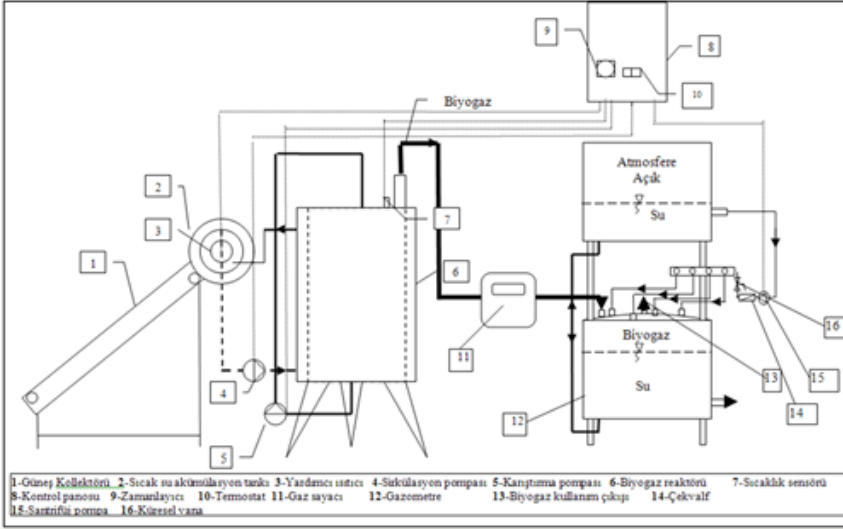 9
8
10
Biyogaz
Atmosfere
Açık
Su
2
3
7
1
6
16
Biyogaz
11
4
13
15
Su
14
12
5
1-Güneş Kollektörü 2-Sıcak su akümülasyon tankı 3-Yardımcı ısıtıcı 4-Sirkülasyon pompası 5-Karıştırma pompası 6-Biyogaz reaktörü 7-Sıcaklık sensörü
8-Kontrol panosu 9-Zamanlayıcı 10-Termostat 11-Gaz sayacı 12-Gazometre 13-Biyogaz kullanım çıkışı 14-Çekvalf
15-Santrifüj pompa 16-Küresel vana